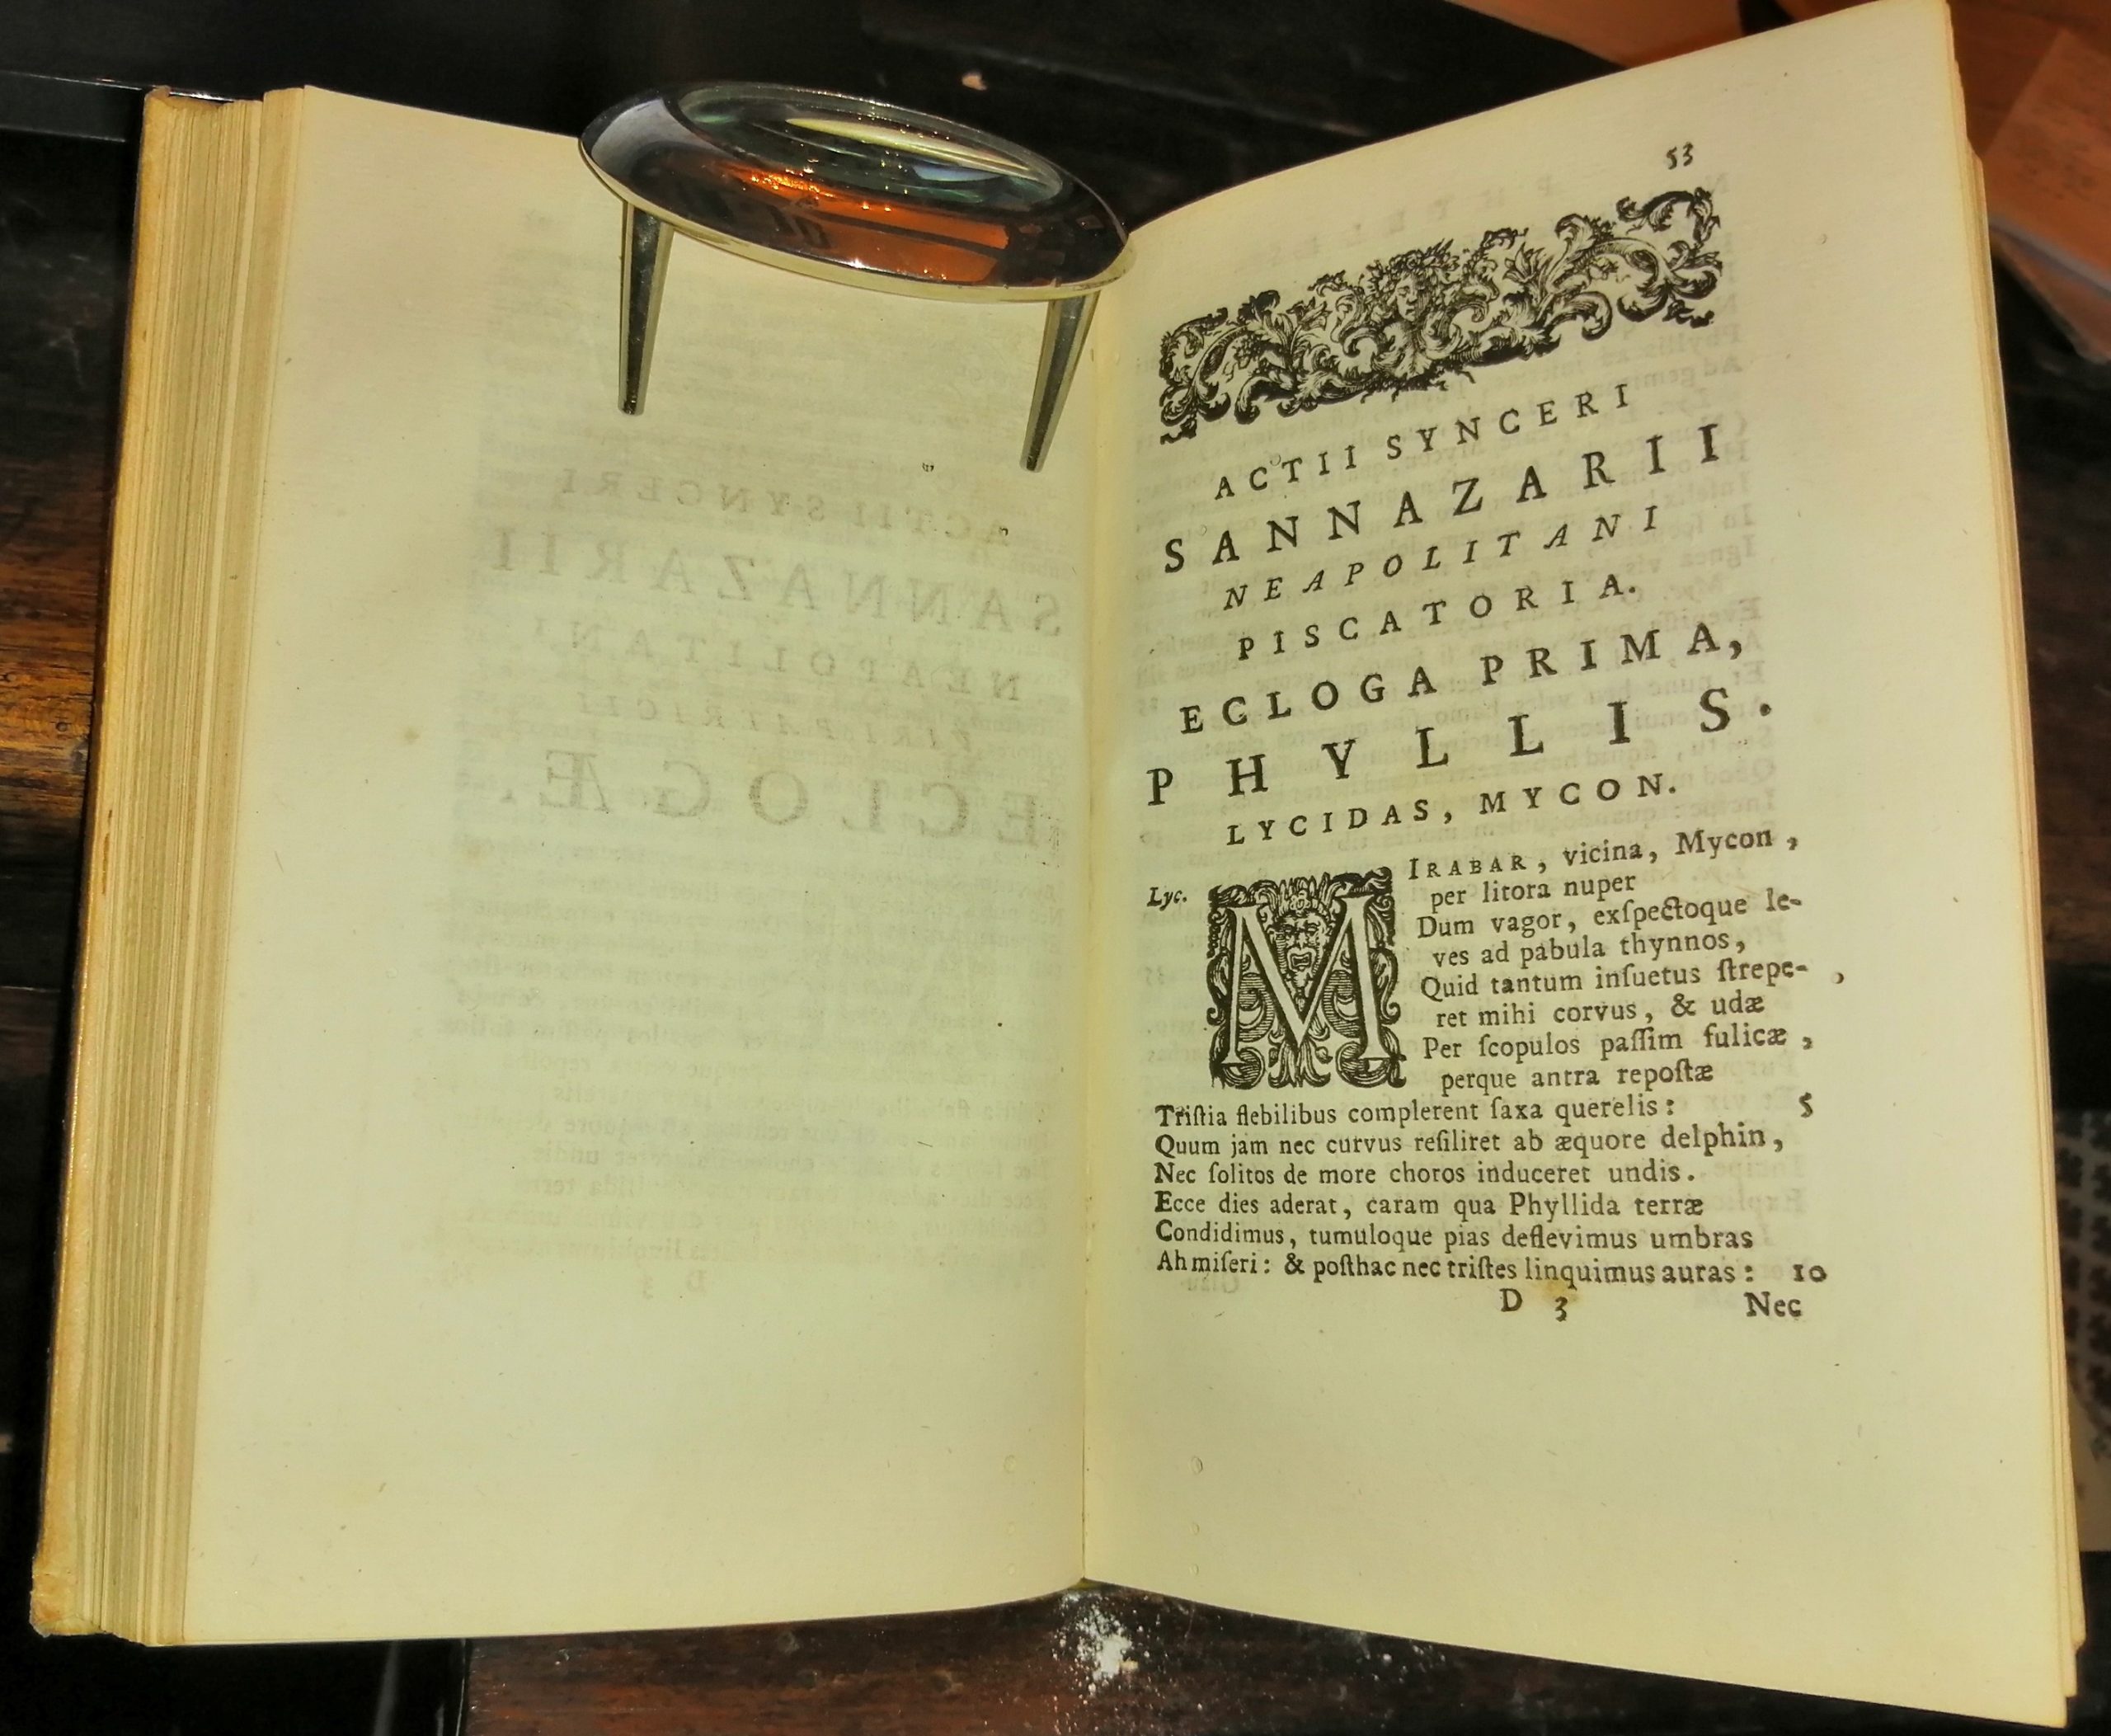 53
ACTII SYNCERI
SANNAZARII
NEAPOLITANI
PISCATORIA.
ECLOGA PRIMA,
PHYLLIS.
LYCIDAS, MYCON.
Lyc. MIRABAR, vicina, Mycon,
per litora nuper
Dum vagor, exſpectoque le-
ves ad pabula thynnos,
Quid tantum inſuetus ſtrepe-
ret mihi corvus, & udæ
Per ſcopulos paſſim fulicæ,
perque antra repoſtæ
Triſtia flebilibus complerent ſaxa querelis: 5
Quum jam nec curvus reſiliret ab æquore delphin,
Nec ſolitos de more choros induceret undis.
Ecce dies aderat, caram qua Phyllida terræ
Condidimus, tumuloque pias deflevimus umbras
Ah miſeri: & poſthac nec triſtes linquimus auras: 10
D 3 Nec